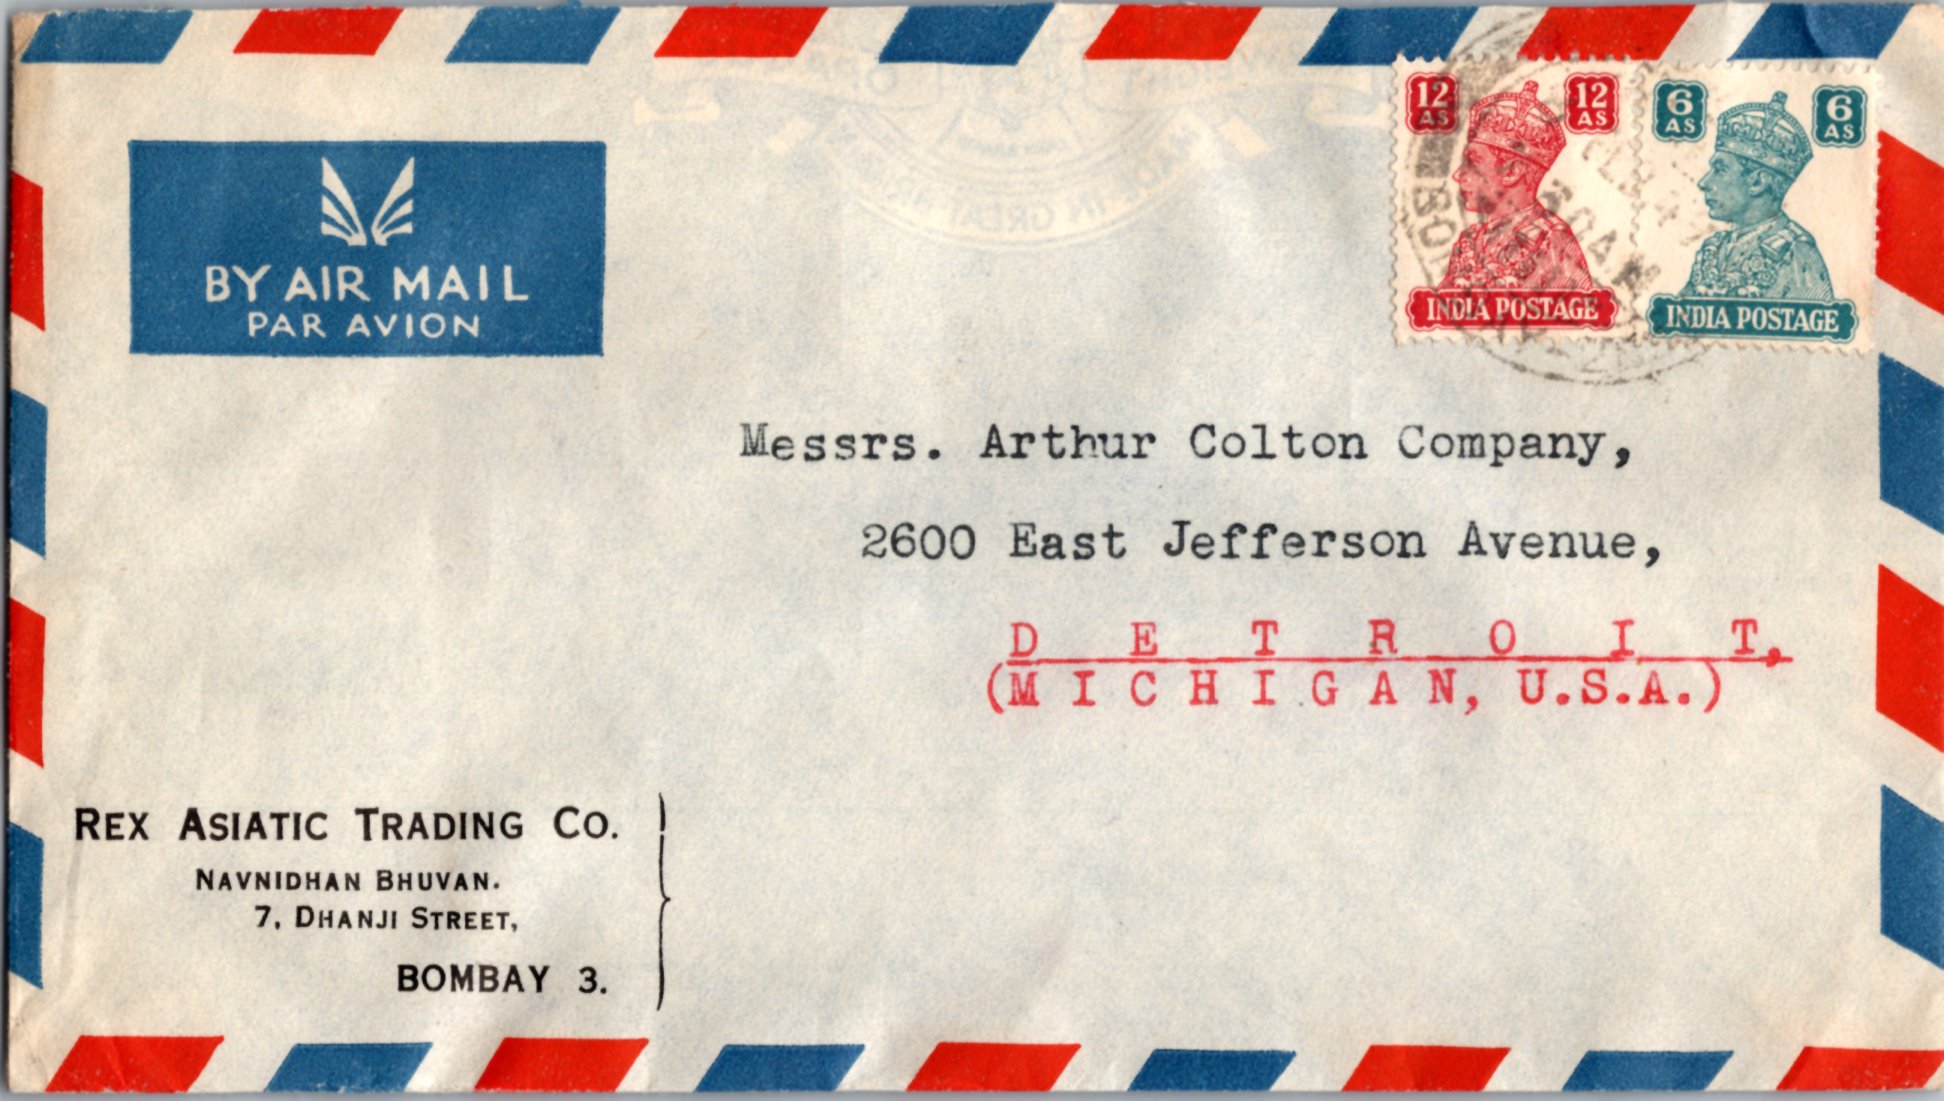 BY AIR MAIL
PAR AVION
12 AS
12 AS
INDIA POSTAGE
6 AS
6 AS
INDIA POSTAGE
Messrs. Arthur Colton Company,
2600 East Jefferson Avenue,
D E T R O I T,
(M I C H I G A N, U.S.A.)
REX ASIATIC TRADING CO.
NAVNIDHAN BHUVAN.
7, DHANJI STREET,
BOMBAY 3.